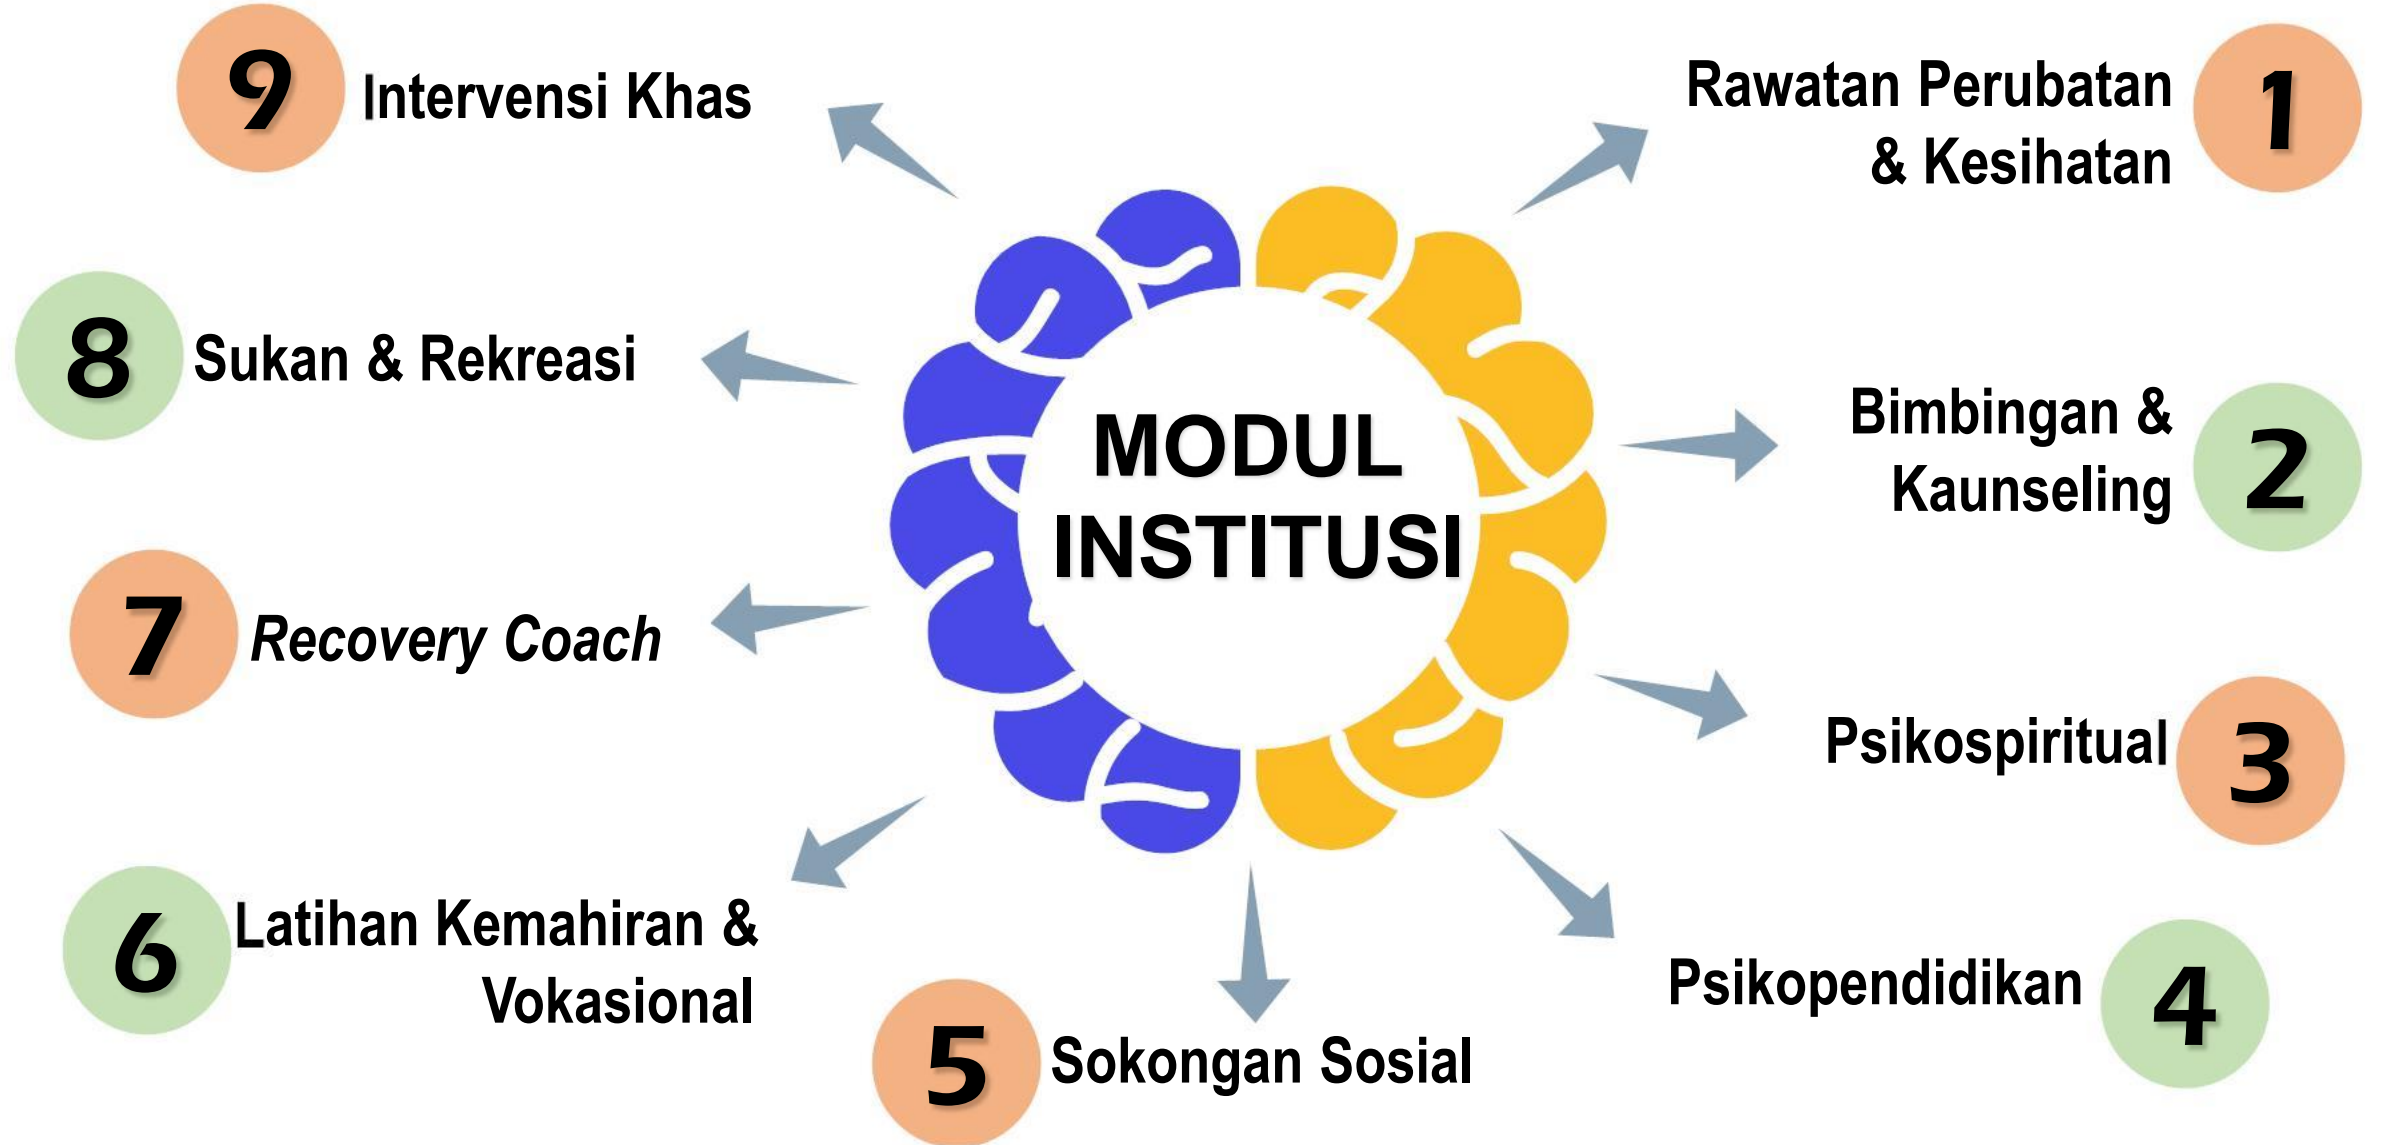 MODUL
INSTITUSI
1
Rawatan Perubatan
& Kesihatan
2
Bimbingan &
Kaunseling
3
Psikospiritual
4
Psikopendidikan
5
Sokongan Sosial
6
Latihan Kemahiran &
Vokasional
7
Recovery Coach
8
Sukan & Rekreasi
9
Intervensi Khas